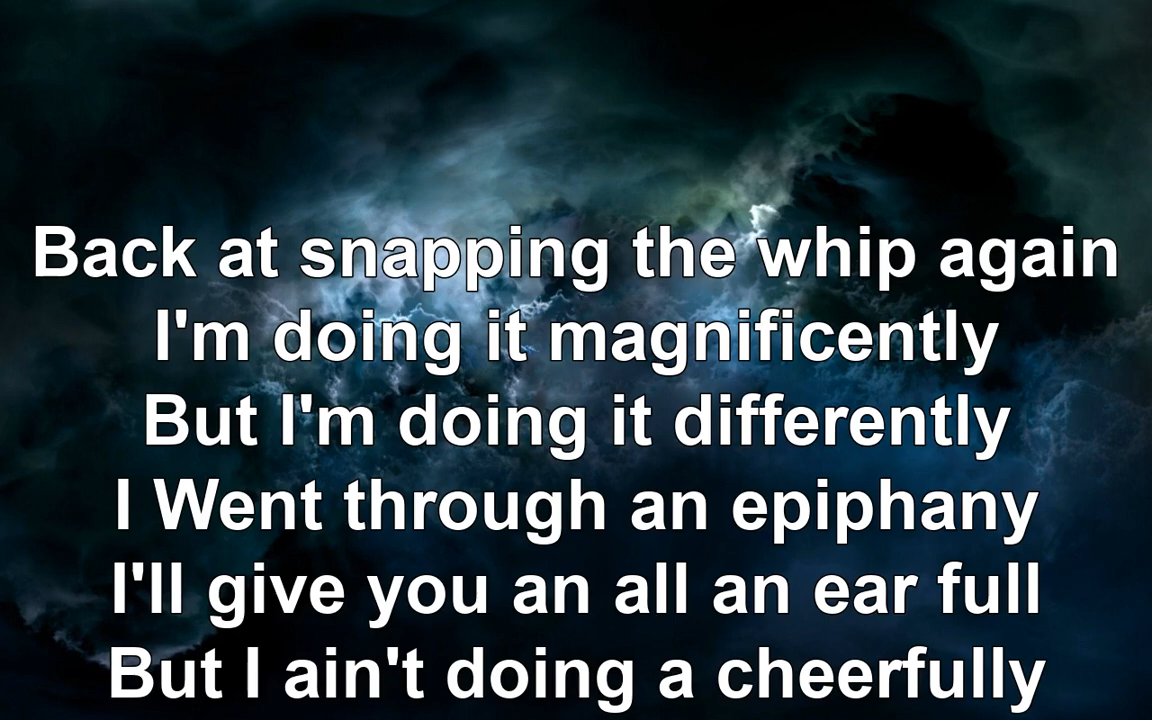 Back at snapping the whip again
I'm doing it magnificently
But I'm doing it differently
I Went through an epiphany
I'll give you an all an ear full
But I ain't doing a cheerfully